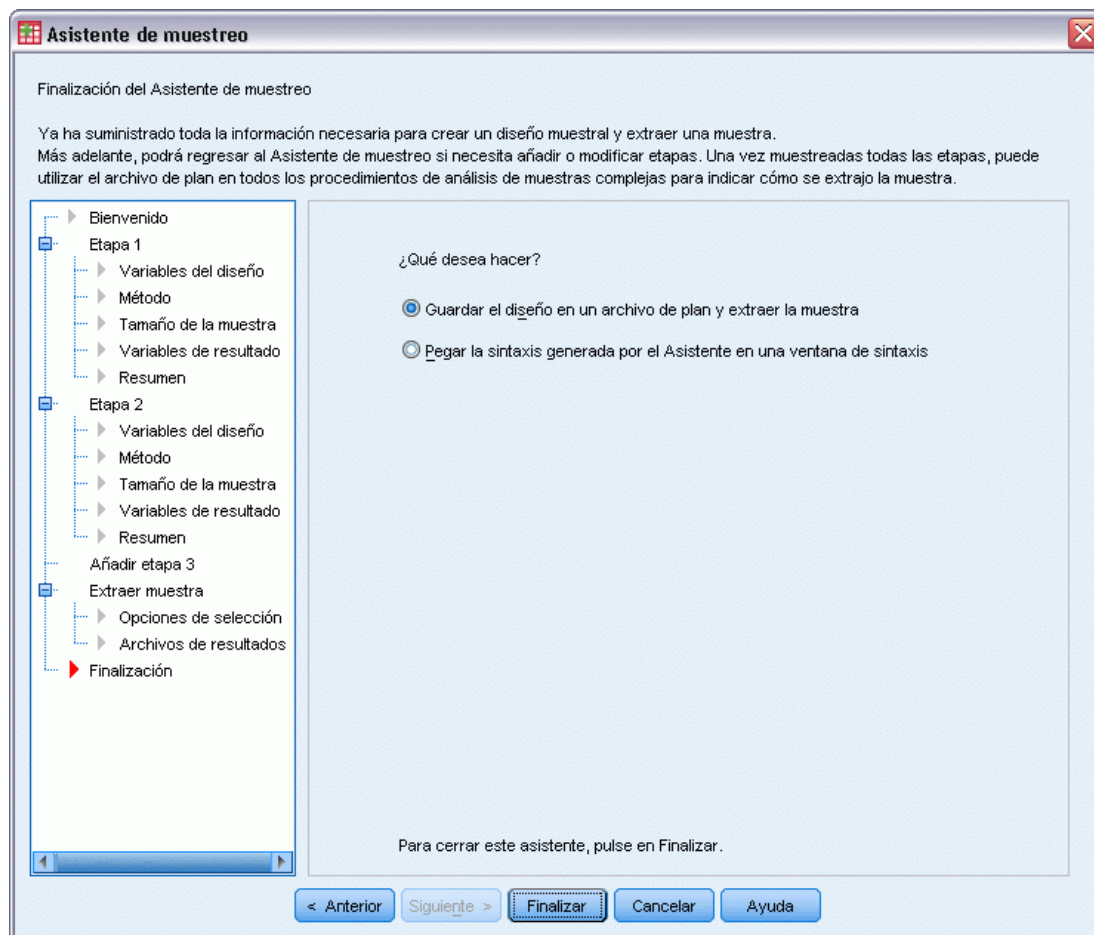 Asistente de muestreo
Finalización del Asistente de muestreo
Ya ha suministrado toda la información necesaria para crear un diseño muestral y extraer una muestra.
Más adelante, podrá regresar al Asistente de muestreo si necesita añadir o modificar etapas. Una vez muestreadas todas las etapas, puede
utilizar el archivo de plan en todos los procedimientos de análisis de muestras complejas para indicar cómo se extrajo la muestra.
Bienvenido
Etapa 1
Variables del diseño
Método
Tamaño de la muestra
Variables de resultado
Resumen
Etapa 2
Variables del diseño
Método
Tamaño de la muestra
Variables de resultado
Resumen
Añadir etapa 3
Extraer muestra
Opciones de selección
Archivos de resultados
Finalización
¿Qué desea hacer?
Guardar el diseño en un archivo de plan y extraer la muestra
Pegar la sintaxis generada por el Asistente en una ventana de sintaxis
Para cerrar este asistente, pulse en Finalizar.
< Anterior
Siguiente >
Finalizar
Cancelar
Ayuda